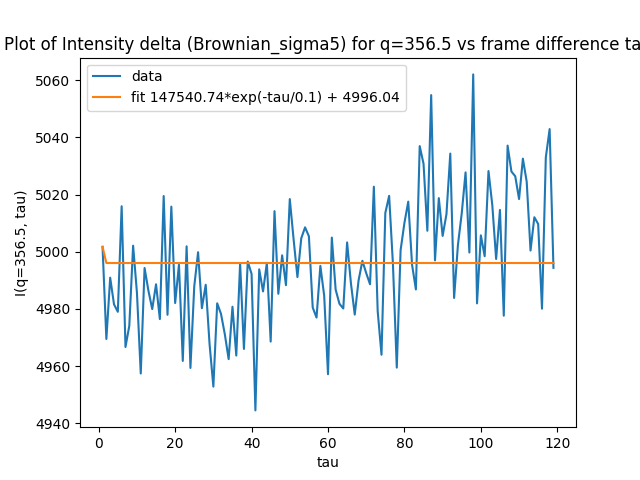 Plot of Intensity delta (Brownian_sigma5) for q=356.5 vs frame difference ta
data
fit 147540.74*exp(-tau/0.1) + 4996.04
I(q=356.5, tau)
5060
5040
5020
5000
4980
4960
4940
0 20 40 60 80 100 120
tau